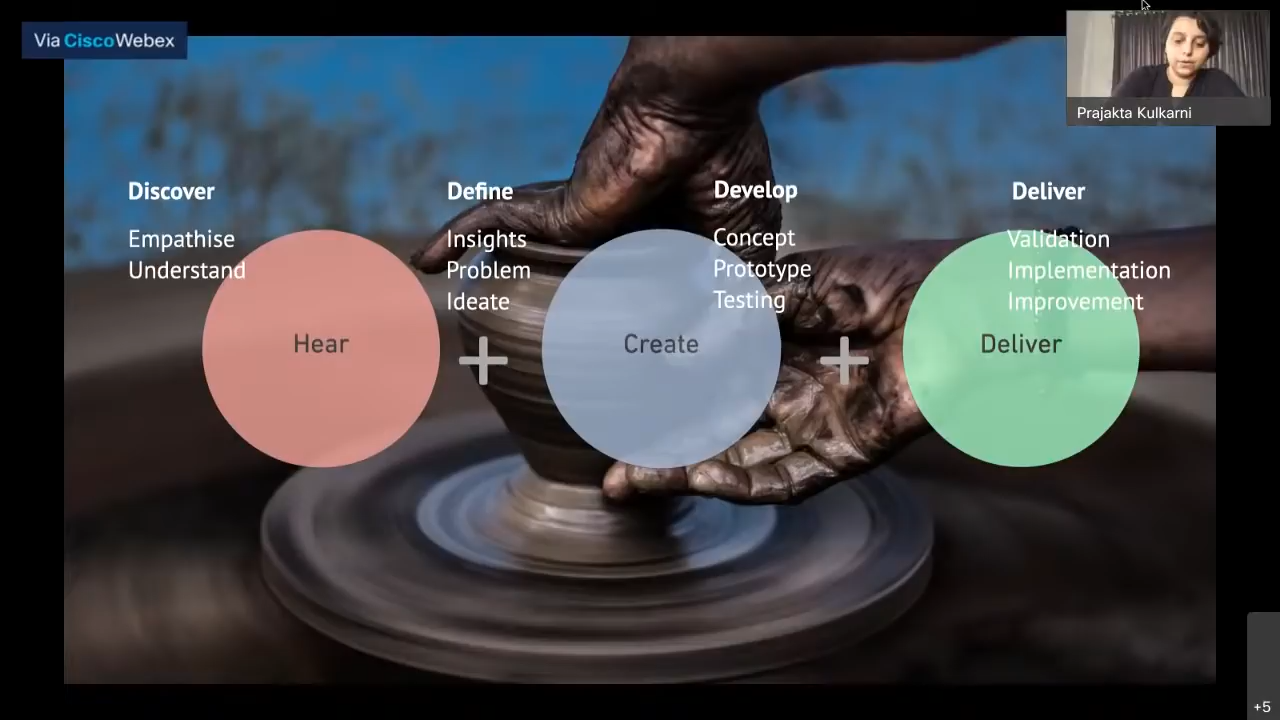 Via CiscoWebex
Prajakta Kulkarni
Discover
Empathise
Understand
Define
Insights
Problem
Ideate
Develop
Concept
Prototype
Testing
Deliver
Validation
Implementation
Improvement
Hear
+
Create
+
Deliver
+5